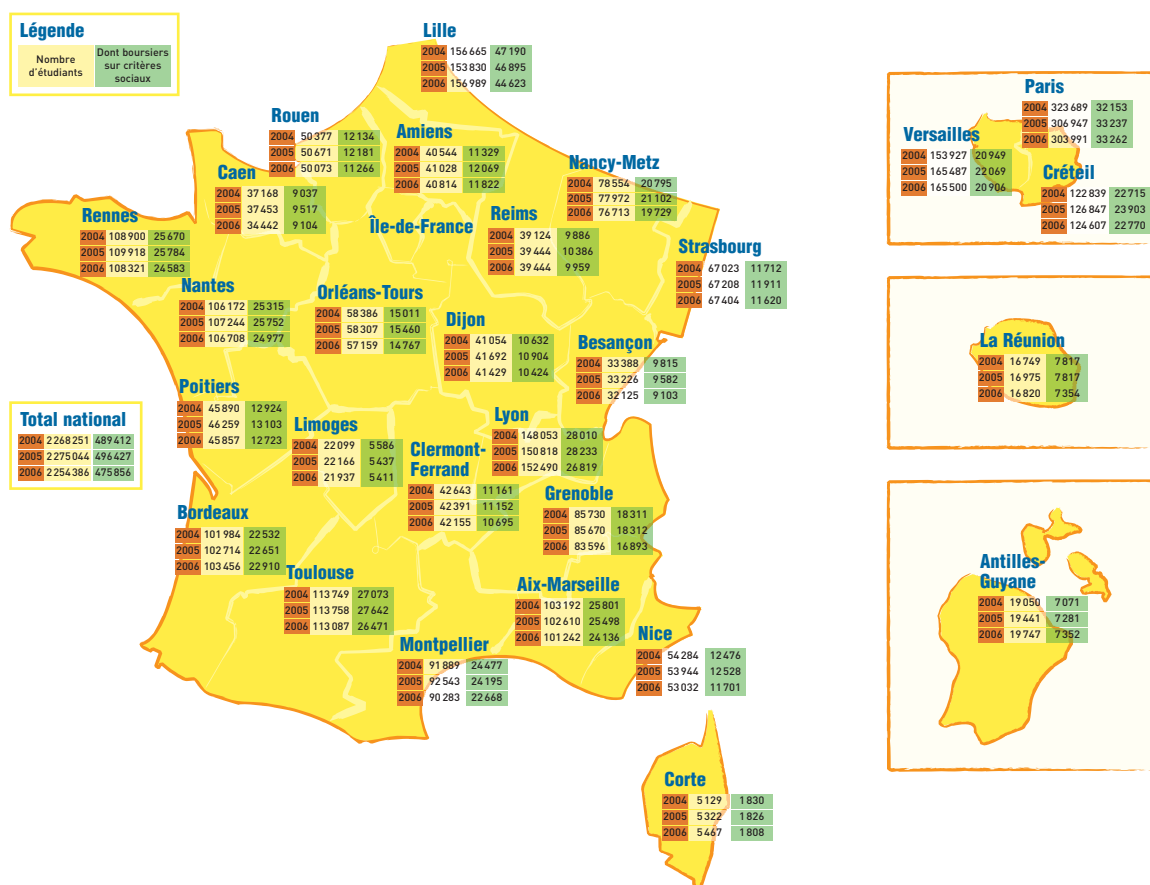 Légende
Nombre
d'étudiants
Dont boursiers
sur critères
sociaux
Lille
2004 156 665 47 190
2005 153 830 46 895
2006 156 989 44 623
Rouen
2004 50 377 12 134
2005 50 671 12 181
2006 50 073 11 266
Amiens
2004 40 544 11 329
2005 41 028 12 069
2006 40 814 11 822
Nancy-Metz
2004 78 554 20 795
2005 77 972 21 102
2006 76 713 19 729
Caen
2004 37 168 9 037
2005 37 453 9 517
2006 34 442 9 104
Rennes
2004 108 900 25 670
2005 109 918 25 784
2006 108 321 24 583
Île-de-France
Reims
2004 39 124 9 886
2005 39 444 10 386
2006 39 444 9 959
Strasbourg
2004 67 023 11 712
2005 67 208 11 911
2006 67 404 11 620
Nantes
2004 106 172 25 315
2005 107 244 25 752
2006 106 708 24 977
Orléans-Tours
2004 58 386 15 011
2005 58 307 15 460
2006 57 159 14 767
Dijon
2004 41 054 10 632
2005 41 692 10 904
2006 41 429 10 424
Besançon
2004 33 388 9 815
2005 33 226 9 582
2006 32 125 9 103
Poitiers
2004 45 890 12 924
2005 46 259 13 103
2006 45 857 12 723
Total national
2004 2 268 251 489 412
2005 2 275 044 496 427
2006 2 254 386 475 856
Limoges
2004 22 099 5 586
2005 22 166 5 437
2006 21 937 5 411
Lyon
2004 148 053 28 010
2005 150 818 28 233
2006 152 490 26 819
Clermont-
Ferrand
2004 42 643 11 161
2005 42 391 11 152
2006 42 155 10 695
Grenoble
2004 85 730 18 311
2005 85 670 18 312
2006 83 596 16 893
Bordeaux
2004 101 984 22 532
2005 102 714 22 651
2006 103 456 22 910
Toulouse
2004 113 749 27 073
2005 113 758 27 642
2006 113 087 26 471
Aix-Marseille
2004 103 192 25 801
2005 102 610 25 498
2006 101 242 24 136
Montpellier
2004 91 889 24 477
2005 92 543 24 195
2006 90 283 22 668
Nice
2004 54 284 12 476
2005 53 944 12 528
2006 53 032 11 701
Corte
2004 5 129 1 830
2005 5 322 1 826
2006 5 467 1 808
Paris
2004 323 689 32 153
2005 306 947 33 237
2006 303 991 33 262
Versailles
2004 153 927 20 949
2005 165 487 22 069
2006 165 500 20 906
Créteil
2004 122 839 22 715
2005 126 847 23 903
2006 124 607 22 770
La Réunion
2004 16 749 7 817
2005 16 975 7 817
2006 16 820 7 354
Antilles-
Guyane
2004 19 050 7 071
2005 19 441 7 281
2006 19 747 7 352